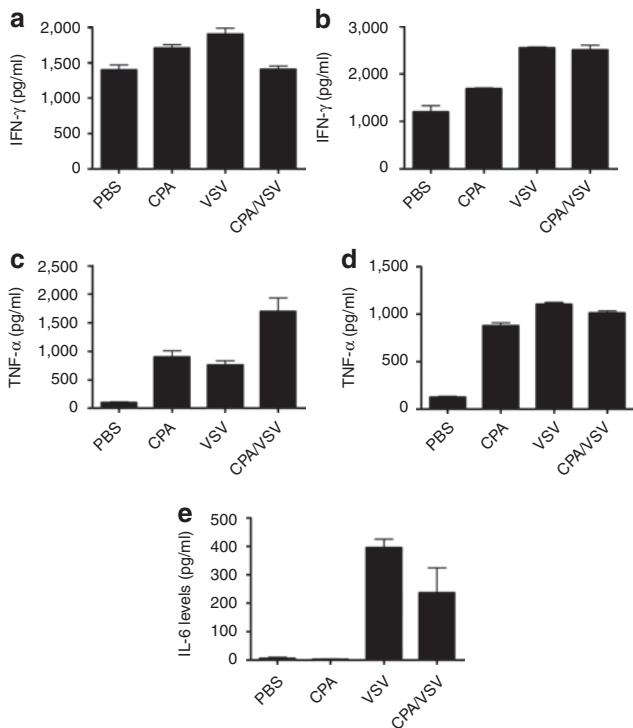 a
IFN-γ (pg/ml)
2,000
1,500
1,000
500
0
PBS
CPA
VSV
CPA/VSV
b
IFN-γ (pg/ml)
3,000
2,000
1,000
0
PBS
CPA
VSV
CPA/VSV
c
TNF-α (pg/ml)
2,500
2,000
1,500
1,000
500
0
PBS
CPA
VSV
CPA/VSV
d
TNF-α (pg/ml)
1,500
1,000
500
0
PBS
CPA
VSV
CPA/VSV
e
IL-6 levels (pg/ml)
500
400
300
200
100
0
PBS
CPA
VSV
CPA/VSV